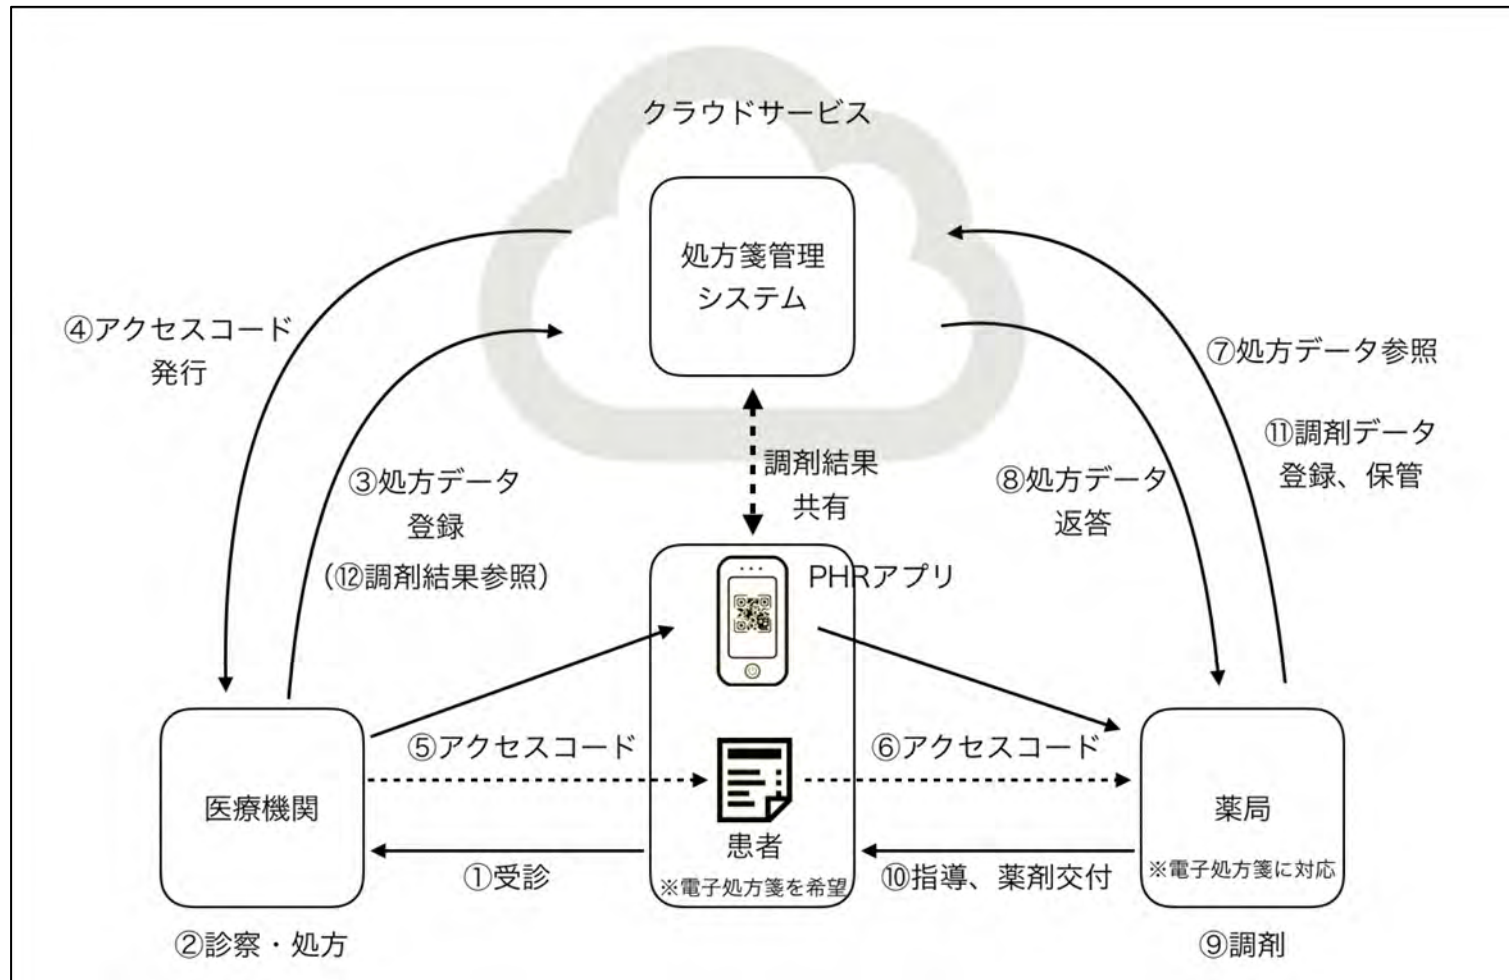 クラウドサービス
処方箋管理
システム
④アクセスコード
発行
③処方データ
登録
（⑫調剤結果参照）
調剤結果
共有
⑦処方データ参照
⑪調剤データ
登録、保管
⑧処方データ
返答
PHRアプリ
⑤アクセスコード
⑥アクセスコード
医療機関
患者
※電子処方箋を希望
薬局
※電子処方箋に対応
①受診
⑩指導、薬剤交付
②診察・処方
⑨調剤